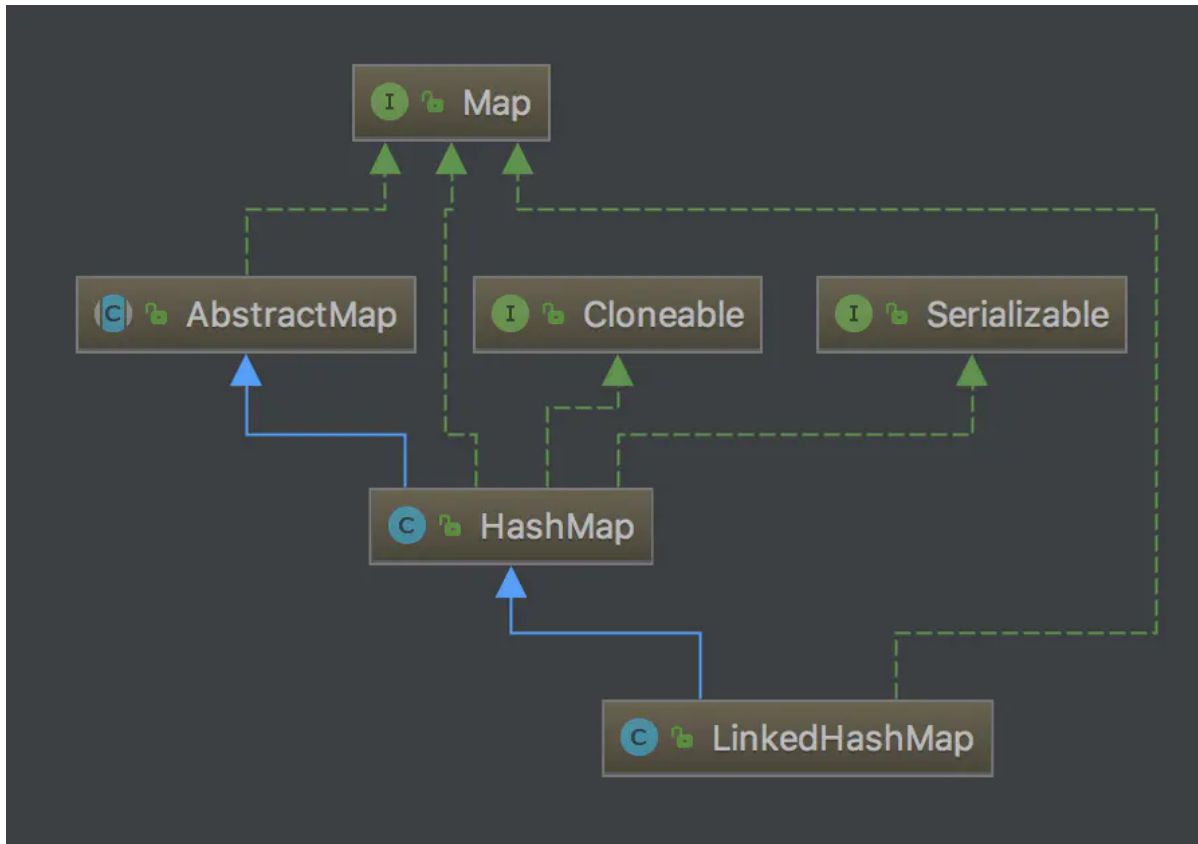 I Map
C AbstractMap
I Cloneable
I Serializable
C HashMap
C LinkedHashMap